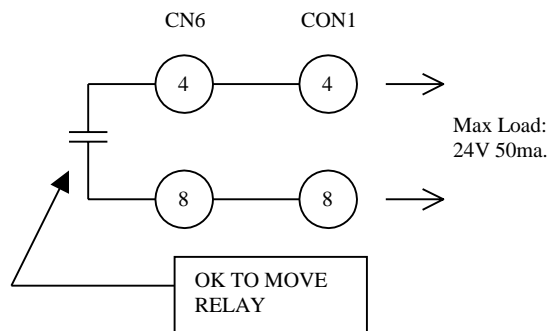 CN6 CON1
4 4
Max Load:
24V 50ma.
8 8
OK TO MOVE
RELAY